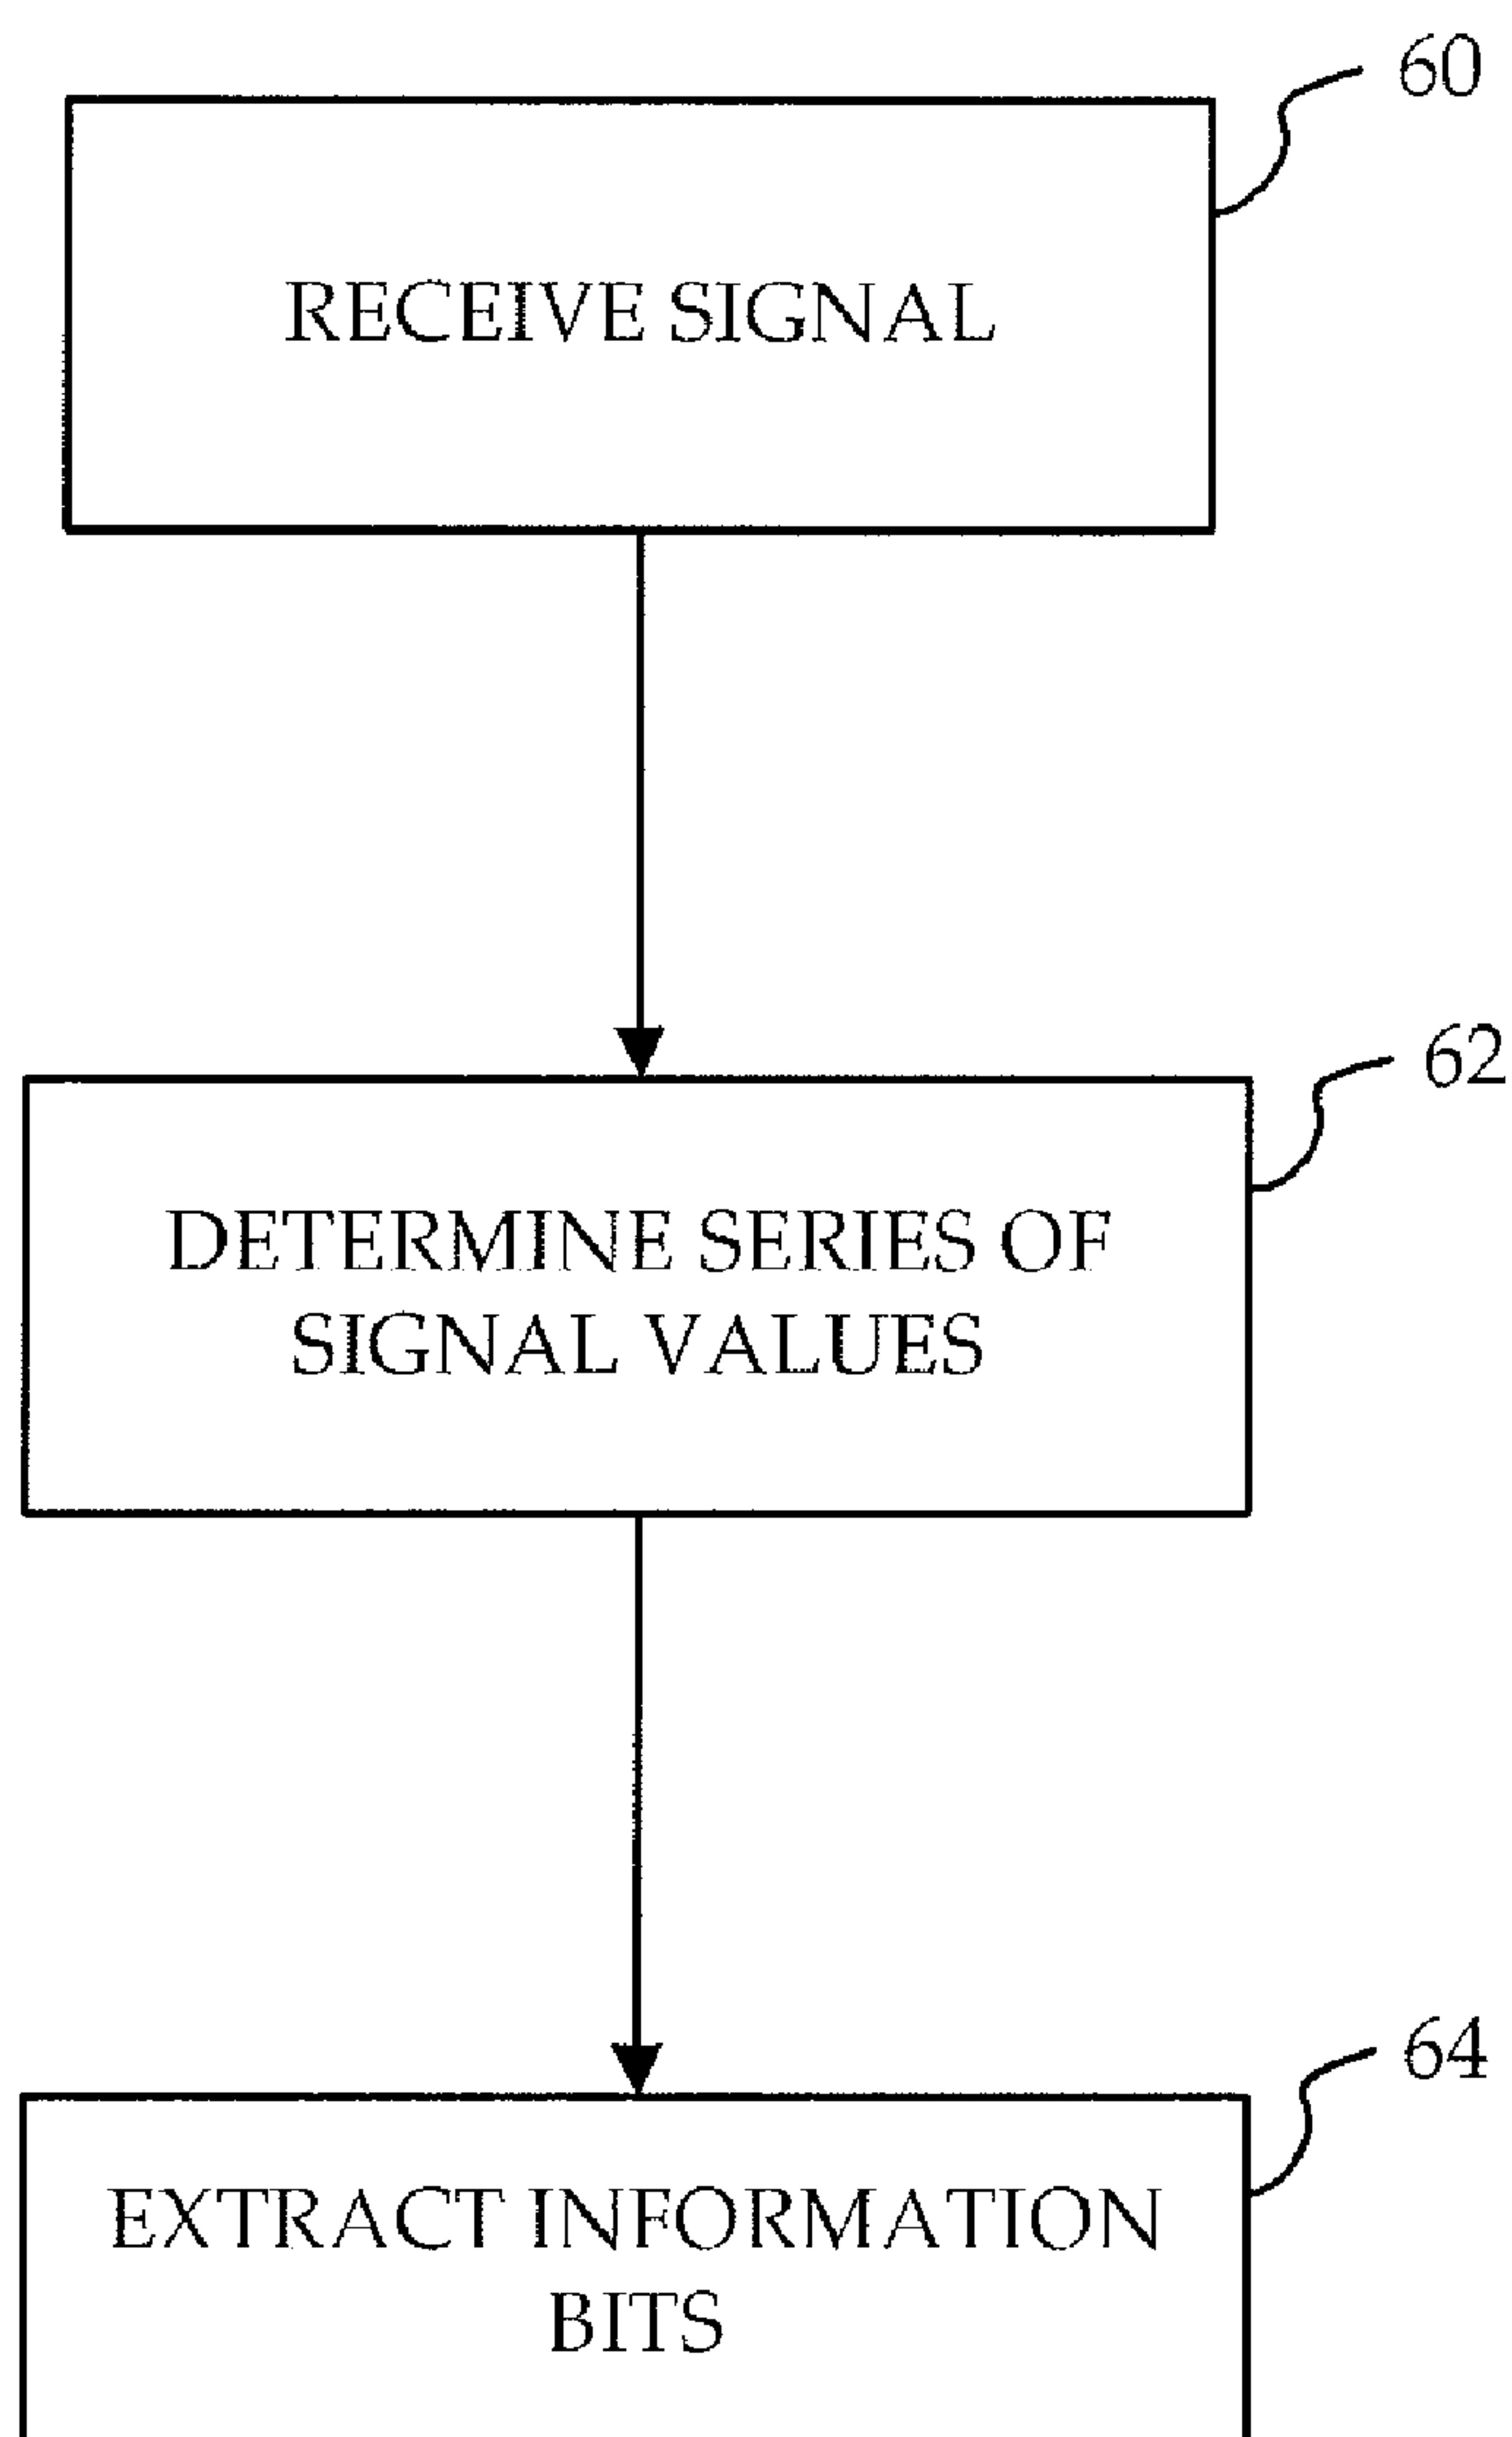 60
RECEIVE SIGNAL
62
DETERMINE SERIES OF
SIGNAL VALUES
64
EXTRACT INFORMATION
BITS